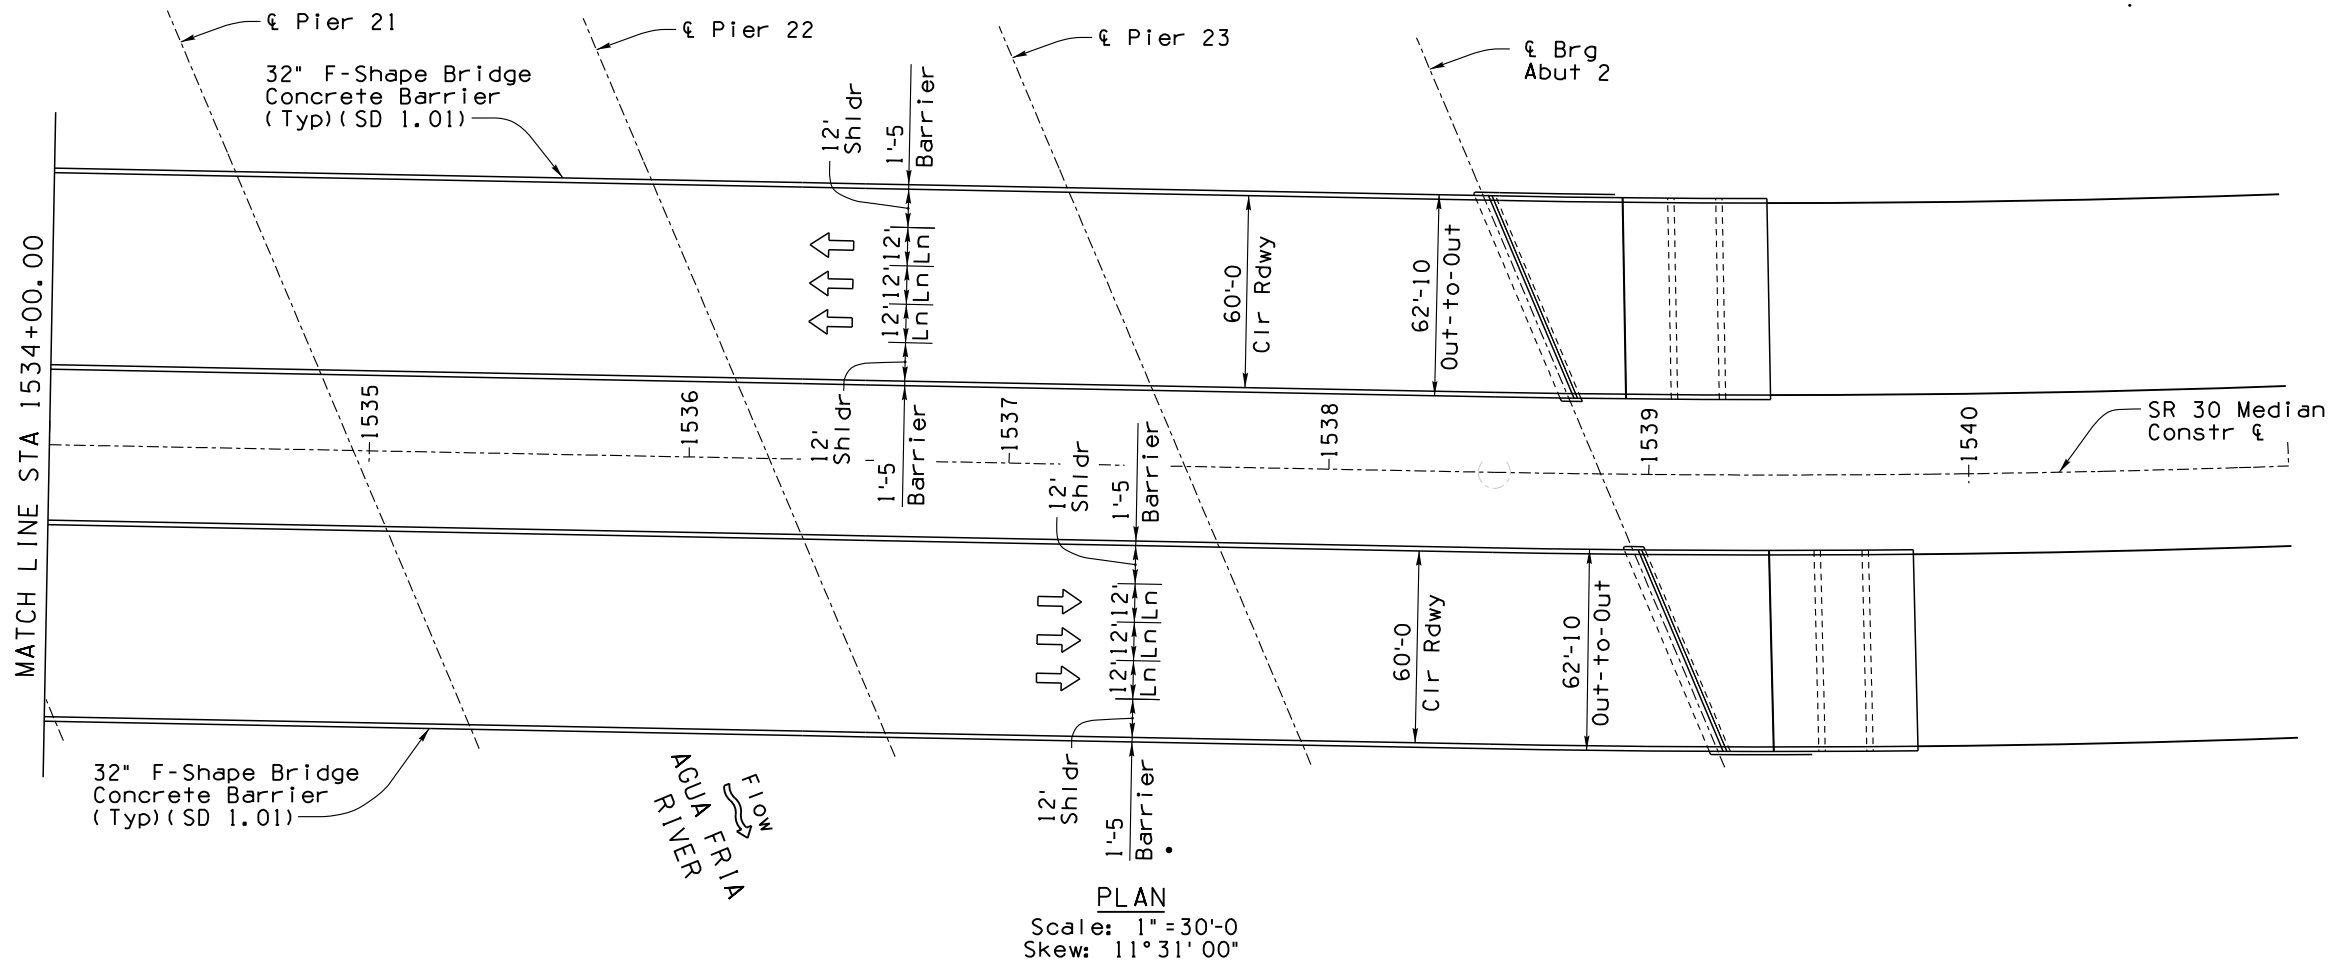 ℄ Pier 21
℄ Pier 22
℄ Pier 23
℄ Brg
Abut 2
32" F-Shape Bridge
Concrete Barrier
(Typ)(SD 1.01)
12'
Shldr
1'-5
Barrier
12'
Ln
12'
Ln
12'
Ln
12'
Shldr
1'-5
Barrier
60'-0
Clr Rdwy
62'-10
Out-to-Out
MATCH LINE STA 1534+00.00
1535
1536
1537
1538
1539
1540
SR 30 Median
Constr ℄
12'
Shldr
1'-5
Barrier
12'
Ln
12'
Ln
12'
Ln
12'
Shldr
1'-5
Barrier
60'-0
Clr Rdwy
62'-10
Out-to-Out
32" F-Shape Bridge
Concrete Barrier
(Typ)(SD 1.01)
Flow
AGUA FRIA
RIVER
PLAN
Scale: 1"=30'-0
Skew: 11°31'00"